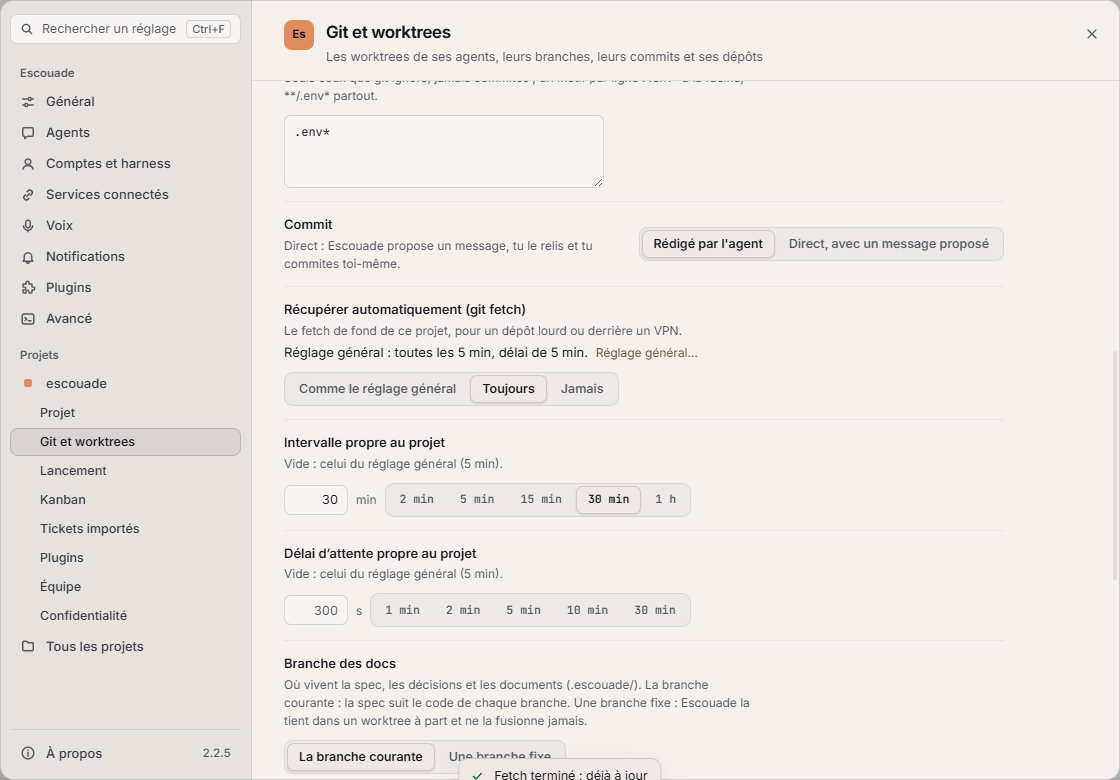 Rechercher un réglage Ctrl+F
Escouade
Général
Agents
Comptes et harness
Services connectés
Voix
Notifications
Plugins
Avancé
Projets
escouade
Projet
Git et worktrees
Lancement
Kanban
Tickets importés
Plugins
Équipe
Confidentialité
Tous les projets
À propos 2.2.5
Es
Git et worktrees
Les worktrees de ses agents, leurs branches, leurs commits et ses dépôts
**/.env* partout.
.env*
Commit
Direct : Escouade propose un message, tu le relis et tu
commites toi-même.
Rédigé par l'agent Direct, avec un message proposé
Récupérer automatiquement (git fetch)
Le fetch de fond de ce projet, pour un dépôt lourd ou derrière un VPN.
Réglage général : toutes les 5 min, délai de 5 min. Réglage général…
Comme le réglage général Toujours Jamais
Intervalle propre au projet
Vide : celui du réglage général (5 min).
30 min 2 min 5 min 15 min 30 min 1 h
Délai d’attente propre au projet
Vide : celui du réglage général (5 min).
300 s 1 min 2 min 5 min 10 min 30 min
Branche des docs
Où vivent la spec, les décisions et les documents (.escouade/). La branche
courante : la spec suit le code de chaque branche. Une branche fixe : Escouade la
tient dans un worktree à part et ne la fusionne jamais.
La branche courante Une branche fixe
Fetch terminé : déjà à jour